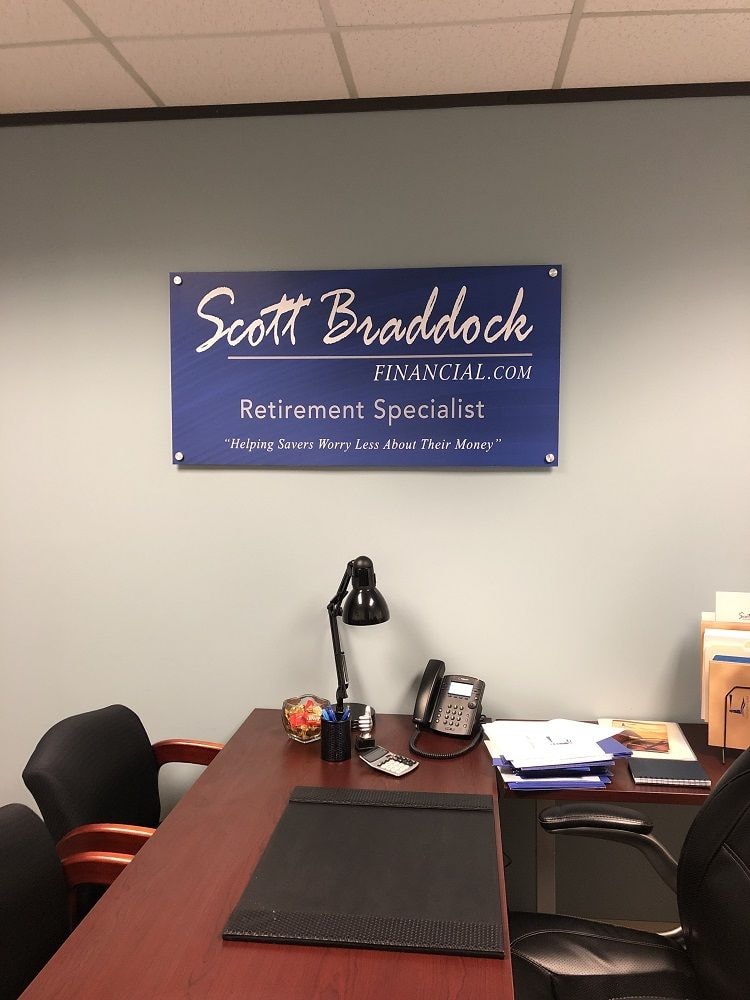 Scott Braddock
FINANCIAL.COM
Retirement Specialist
“Helping Savers Worry Less About Their Money”